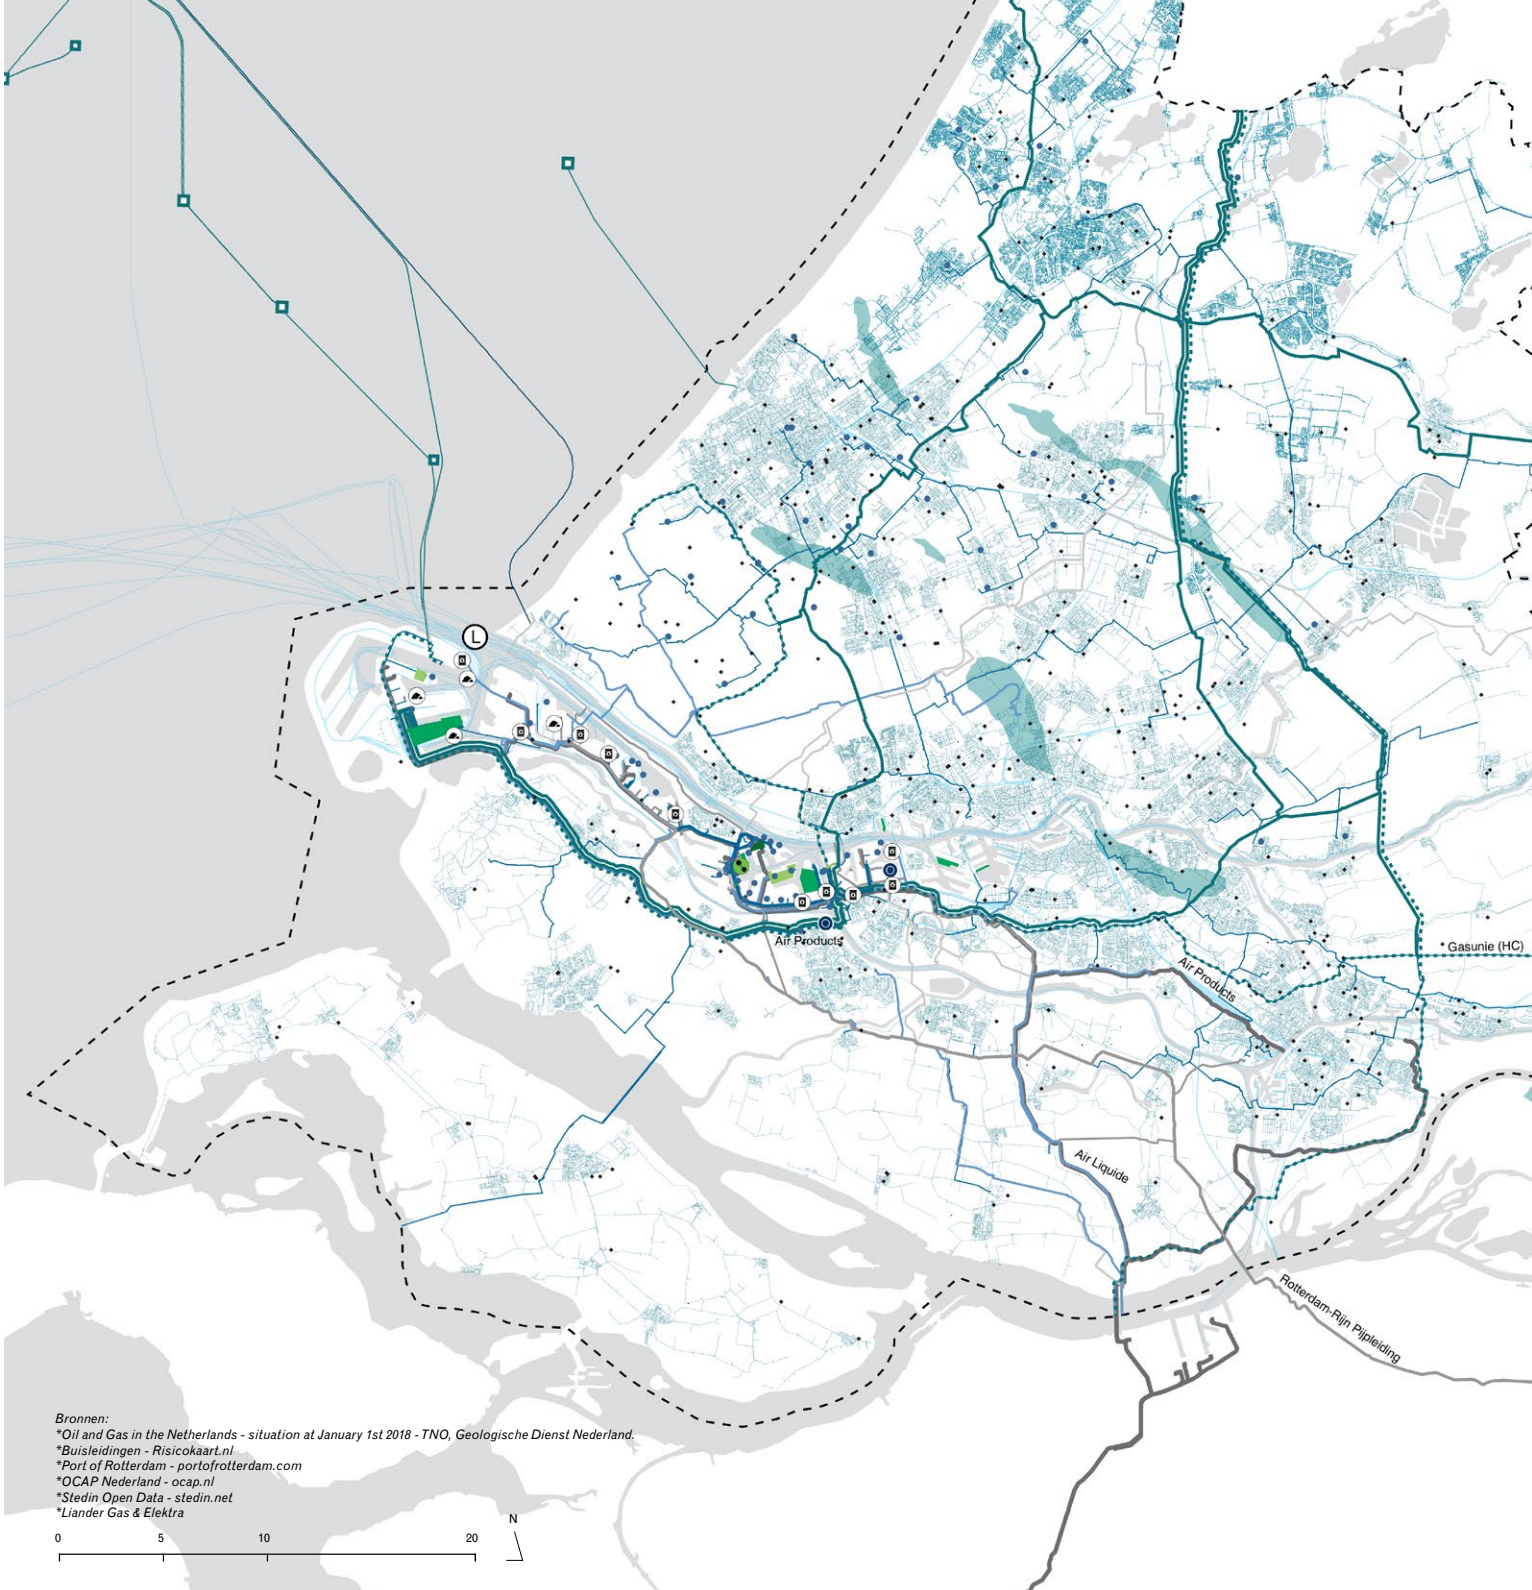 L
Air Products
Gasunie (HC)
Air Products
Air Liquide
Rotterdam-Rijn Pijpleiding
Bronnen:
*Oil and Gas in the Netherlands - situation at January 1st 2018 - TNO, Geologische Dienst Nederland.
*Buisleidingen - Risicokaart.nl
*Port of Rotterdam - portofrotterdam.com
*OCAP Nederland - ocap.nl
*Stedin Open Data - stedin.net
*Liander Gas & Elektra
0 5 10 20
N